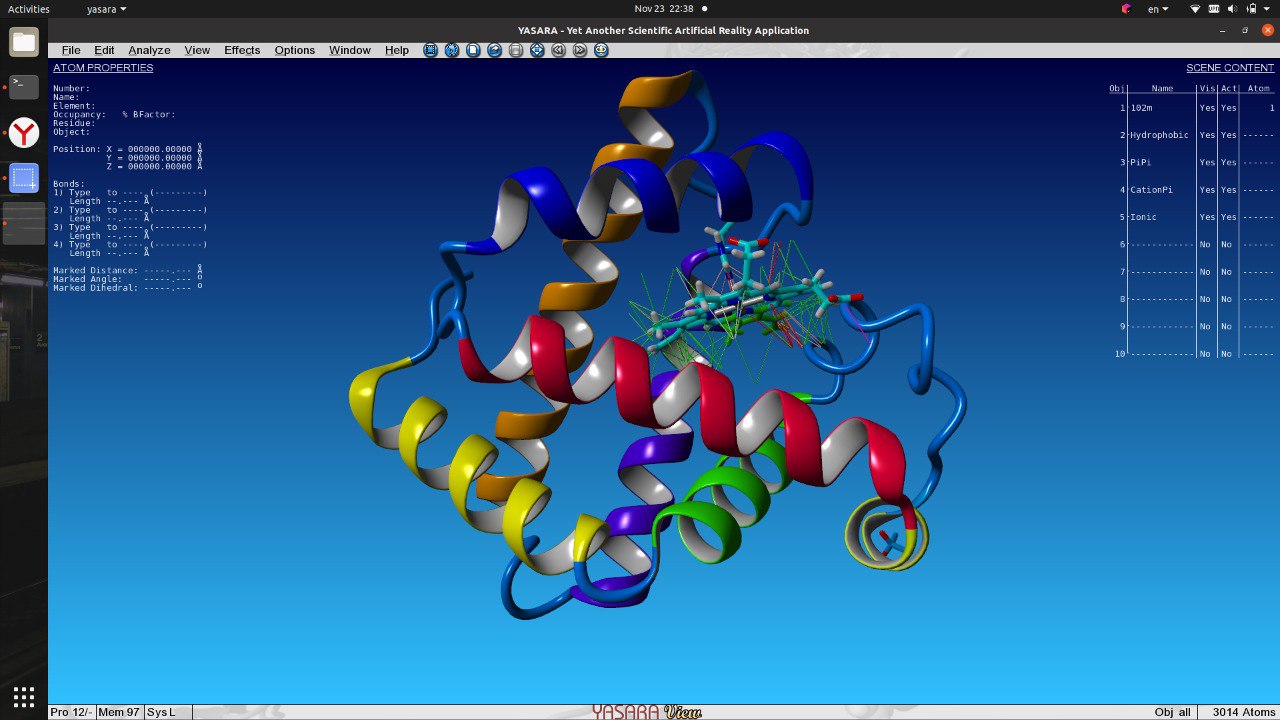 Activities yasara Nov 23 22:38 en
YASARA - Yet Another Scientific Artificial Reality Application
File Edit Analyze View Effects Options Window Help
ATOM PROPERTIES
Number:
Name:
Element:
Occupancy: % BFactor:
Residue:
Object:
Position: X = 000000.00000 Å
Y = 000000.00000 Å
Z = 000000.00000 Å
Bonds:
1) Type to ----(---------)
Length --.--- Å
2) Type to ----(---------)
Length --.--- Å
3) Type to ----(---------)
Length --.--- Å
4) Type to ----(---------)
Length --.--- Å
Marked Distance: -----.--- Å
Marked Angle: -----.--- º
Marked Dihedral: -----.--- º
SCENE CONTENT
Obj Name Vis Act Atom
1 102m Yes Yes 1
2 Hydrophobic Yes Yes ------
3 PiPi Yes Yes ------
4 CationPi Yes Yes ------
5 Ionic Yes Yes ------
6 ------------ No No ------
7 ------------ No No ------
8 ------------ No No ------
9 ------------ No No ------
10 ------------ No No ------
Pro 12/- Mem 97 Sys L YASARA View Obj all 3014 Atoms